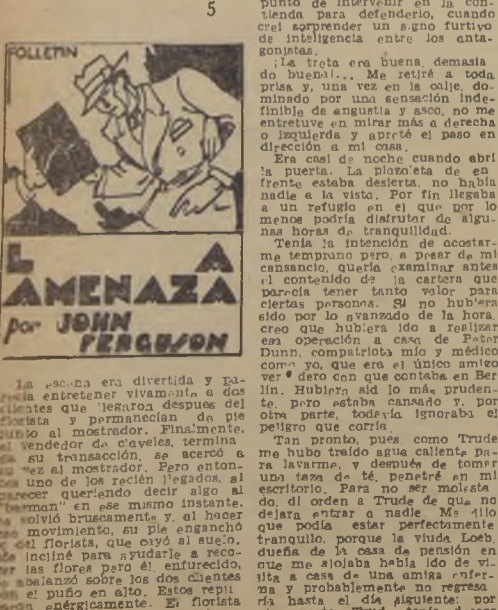 5
FOLLETIN
LA
AMENAZA
por JOHN
FERGUSON
La escena era divertida y pa-
recía entretener vivamente a dos
clientes que llegaron después del
florista y permanecían de pie
junto al mostrador. Finalmente,
el vendedor de claveles, termina
da su transacción, se acercó a
su vez al mostrador. Pero enton-
ces uno de los recién llegados, al
parecer queriendo decir algo al
"barman" en ese mismo instante,
se volvió bruscamente y, al hacer
movimiento, su pie enganchó
del florista, que cayó al suelo.
incliné para ayudarle a reco-
ger las flores pero él, enfurecido,
abalanzó sobre los dos clientes
el puño en alto. Estos repli
enérgicamente. El florista
punto de intervenir en la con-
tienda para defenderlo, cuando
creí sorprender un signo furtivo
de inteligencia entre los anta-
gonistas.
¡La treta era buena, demasia
do buena!... Me retiré a toda
prisa y, una vez en la calle, do-
minado por una sensación inde-
finible de angustia y asco, no me
entretuve en mirar más a derecha
o izquierda y apreté el paso en
dirección a mi casa.
Era casi de noche cuando abrí
la puerta. La plazoleta de en
frente estaba desierta, no había
nadie a la vista. Por fin llegaba
a un refugio en el que por lo
menos podría disfrutar de algu-
nas horas de tranquilidad.
Tenía la intención de acostar-
me temprano pero, a pesar de mi
cansancio, quería examinar antes
el contenido de la cartera que
parecía tener tanto valor para
ciertas personas. Si no hubiera
sido por lo avanzado de la hora,
creo que hubiera ido a realizar
esa operación a casa de Peter
Dunn, compatriota mío y médico
como yo, que era el único amigo
ver dero con que contaba en Ber
lín. Hubiera sid lo más pruden-
te, pero estaba cansado y, por
otra parte, todavía ignoraba el
peligro que corría.
Tan pronto, pues, como Trude
me hubo traído agua caliente pa-
ra lavarme, y después de tomar
una taza de té, penetré en mi
escritorio. Para no ser molesta
do, dí orden a Trude de que no
dejara entrar a nadie. Me dijo
que podía estar perfectamente
tranquilo, porque la viuda Loeb,
dueña de la casa de pensión en
que me alojaba había ido de vi-
sita a casa de una amiga enfer-
ma y probablemente no regresa
ría hasta el día siguiente; por